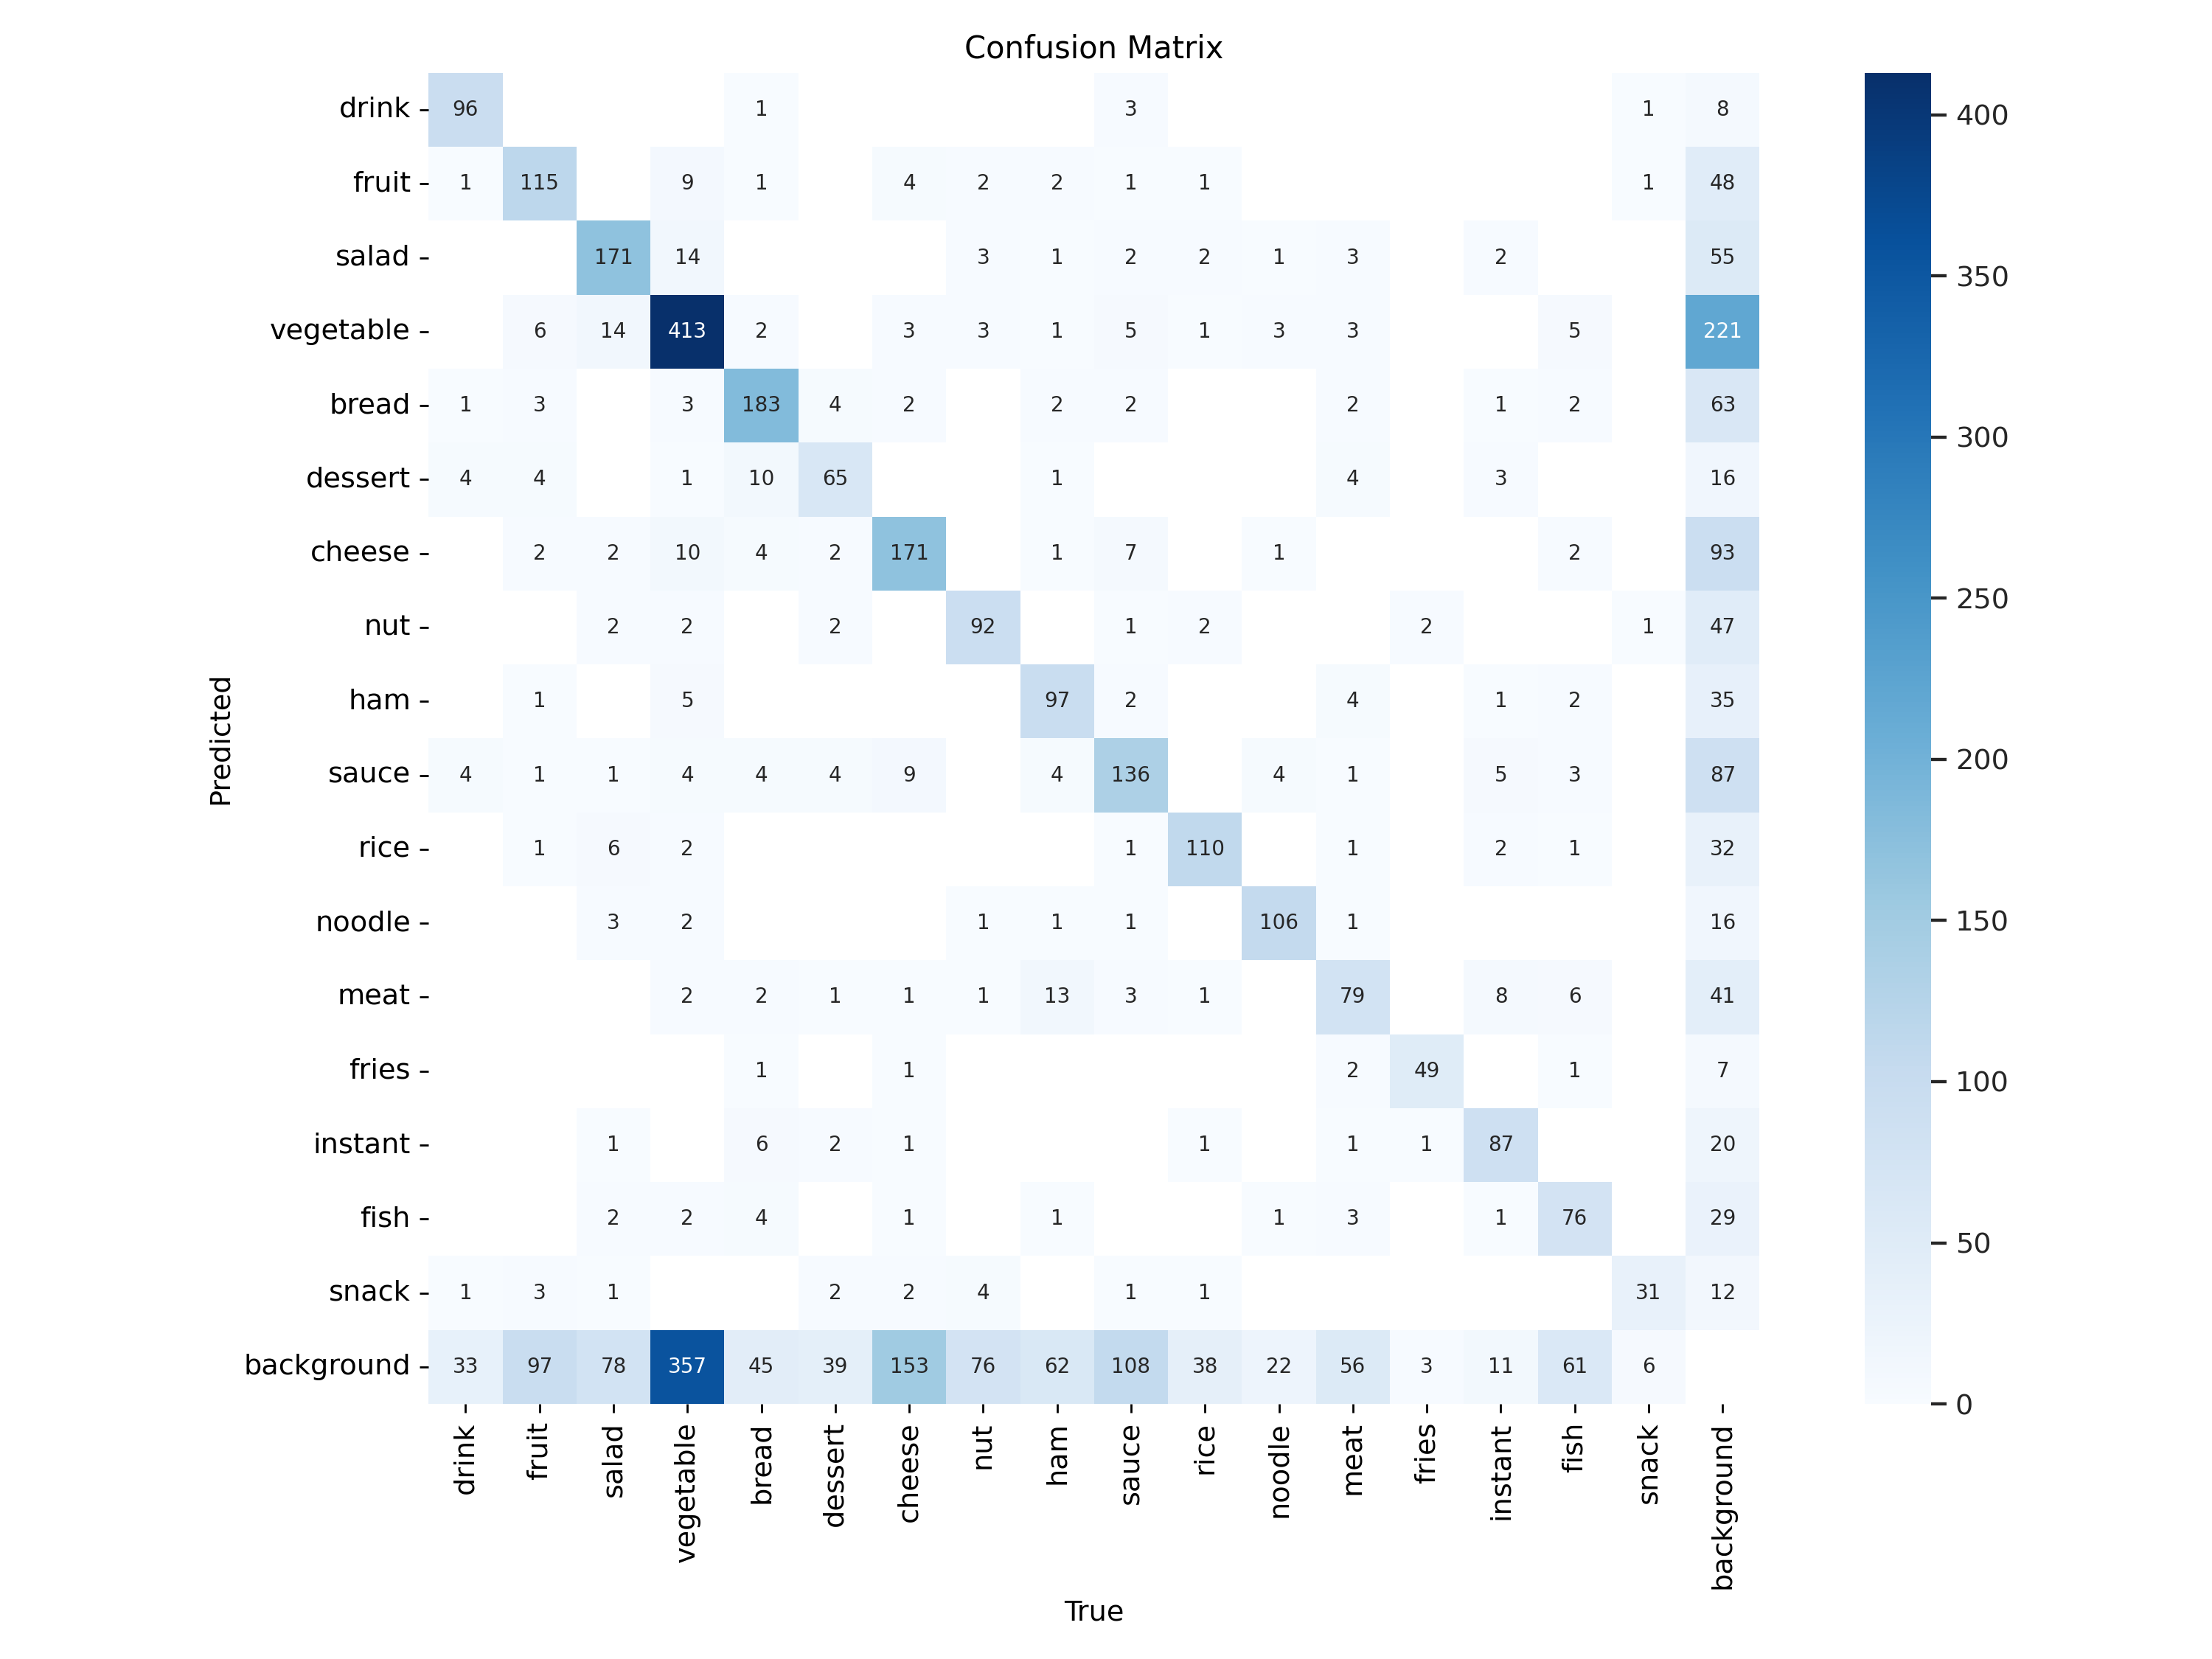 Confusion Matrix
drink 96 1 3 1 8
fruit 1 115 9 1 4 2 2 1 1 1 48
salad 171 14 3 1 2 2 1 3 2 55
vegetable 6 14 413 2 3 3 1 5 1 3 3 5 221
bread 1 3 3 183 4 2 2 2 2 1 2 63
dessert 4 4 1 10 65 1 4 3 16
cheese 2 2 10 4 2 171 1 7 1 2 93
nut 2 2 2 92 1 2 2 1 47
ham 1 5 97 2 4 1 2 35
sauce 4 1 1 4 4 4 9 4 136 4 1 5 3 87
rice 1 6 2 1 110 1 2 1 32
noodle 3 2 1 1 1 106 1 16
meat 2 2 1 1 1 13 3 1 79 8 6 41
fries 1 1 2 49 1 7
instant 1 6 2 1 1 1 1 87 20
fish 2 2 4 1 1 1 3 1 76 29
snack 1 3 1 2 2 4 1 1 31 12
background 33 97 78 357 45 39 153 76 62 108 38 22 56 3 11 61 6
drink fruit salad vegetable bread dessert cheese nut ham sauce rice noodle meat fries instant fish snack background
True
Predicted
400
350
300
250
200
150
100
50
0